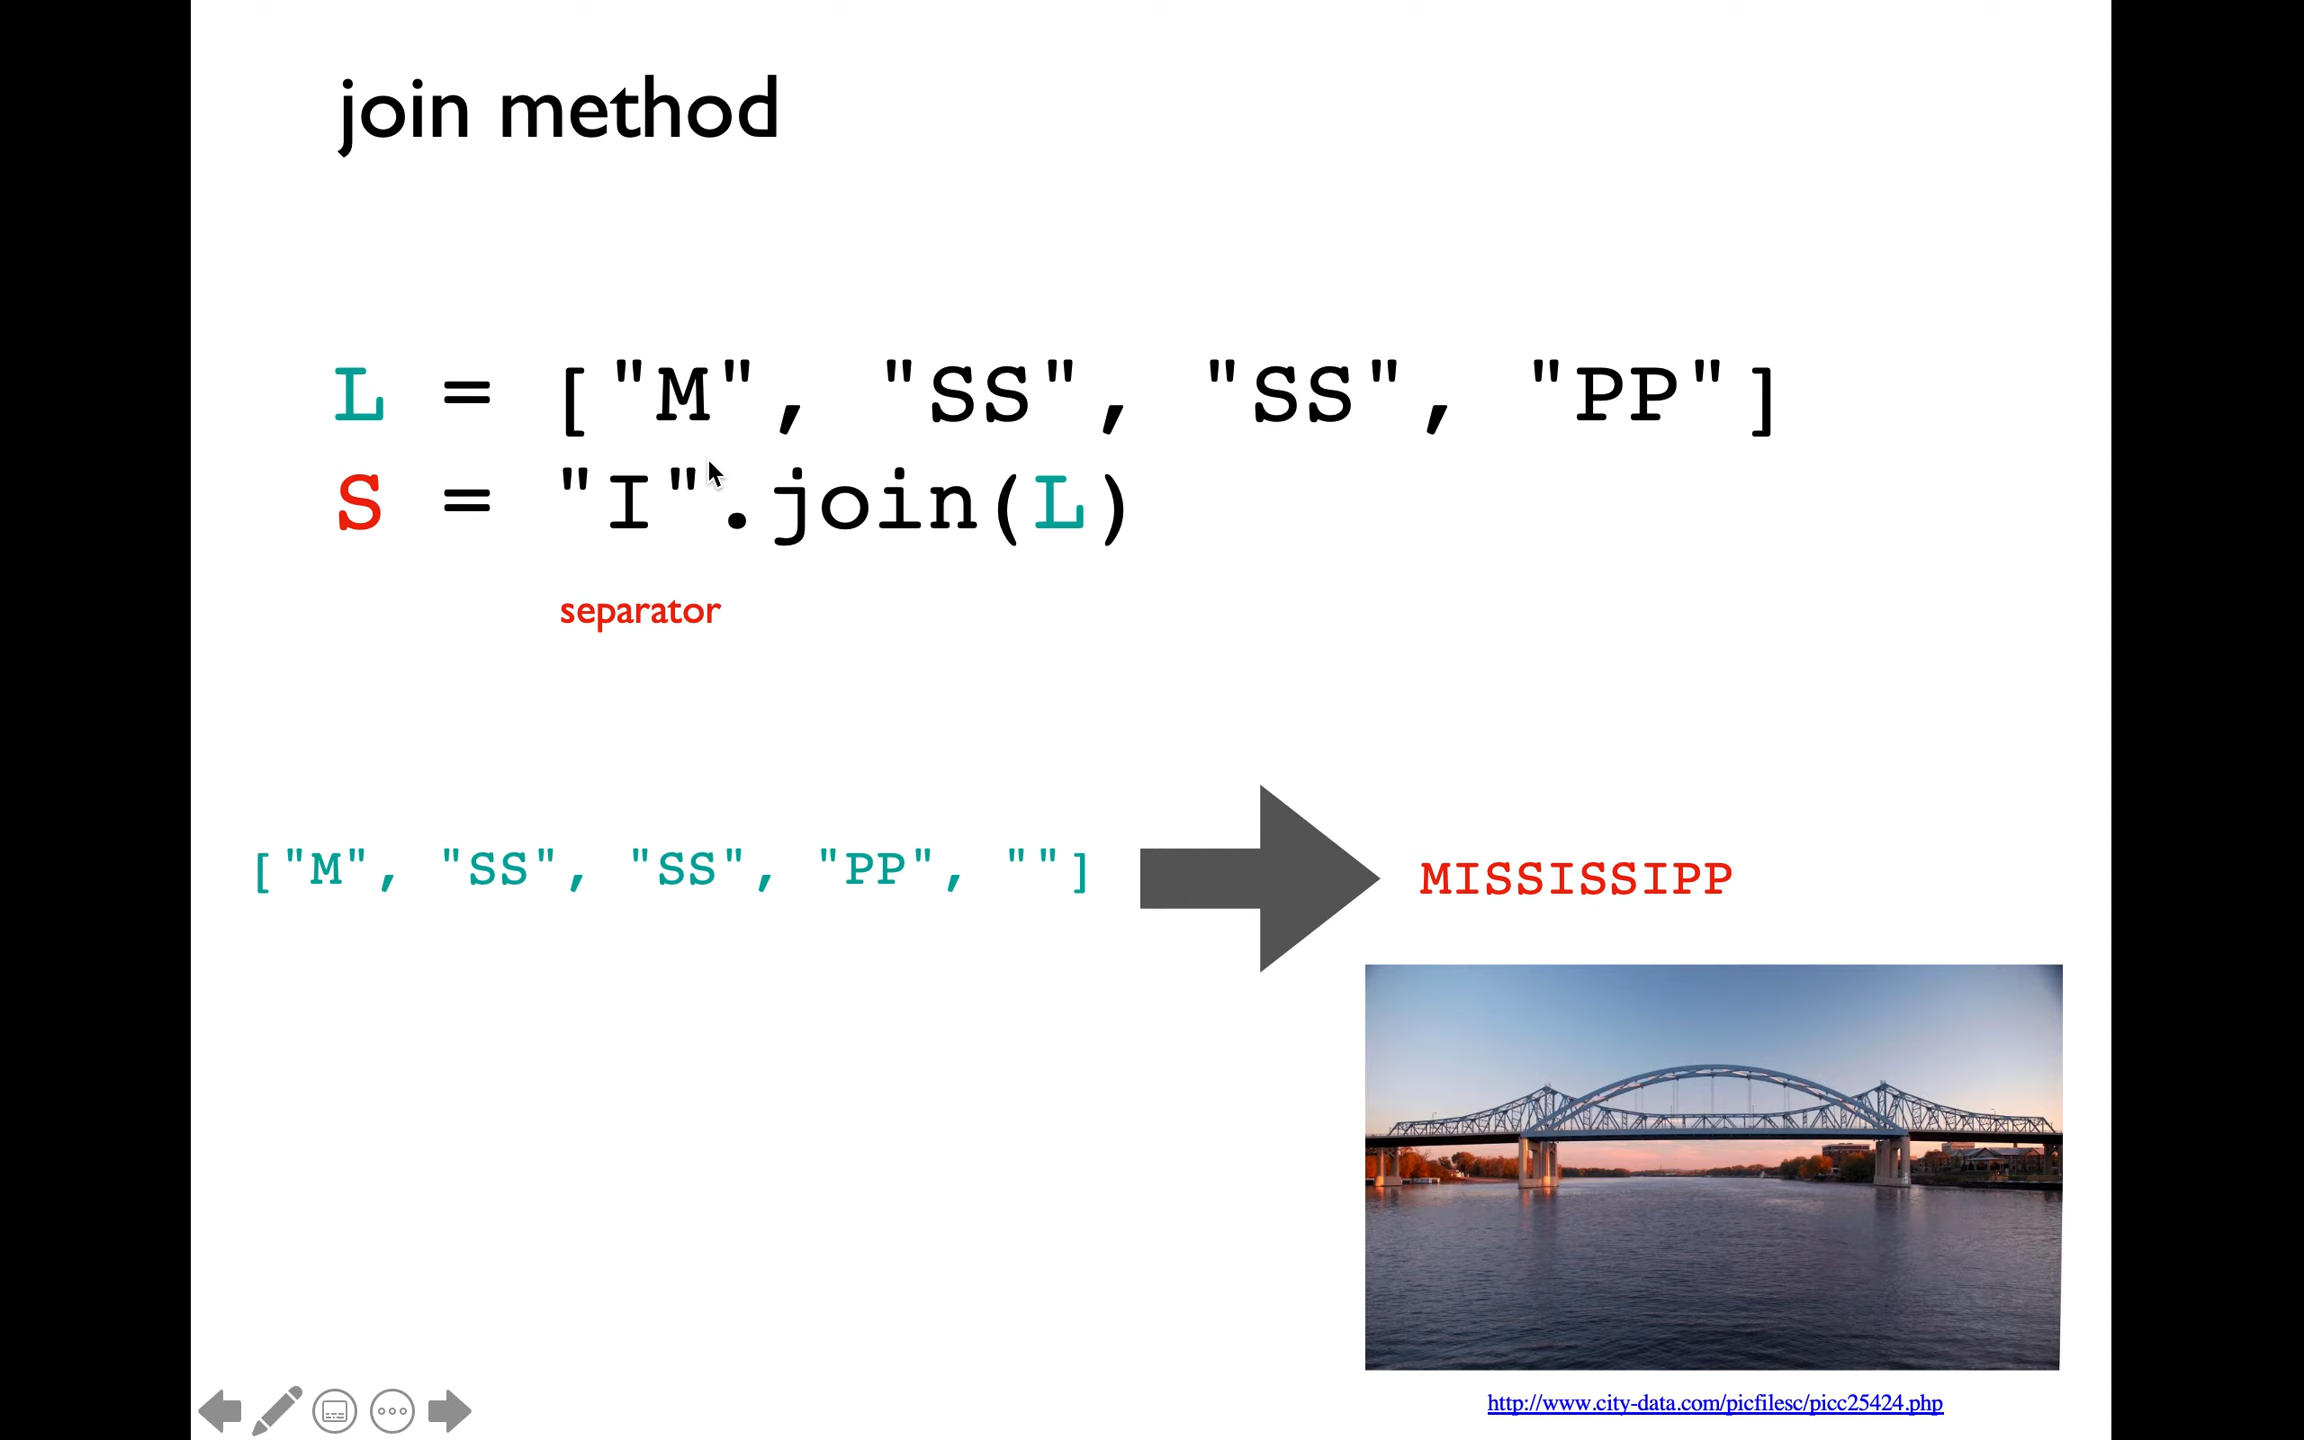 join method
L = ["M", "SS", "SS", "PP"]
S = "I".join(L)
separator
["M", "SS", "SS", "PP", ""]
MISSISSIPP
http://www.city-data.com/picfilesc/picc25424.php